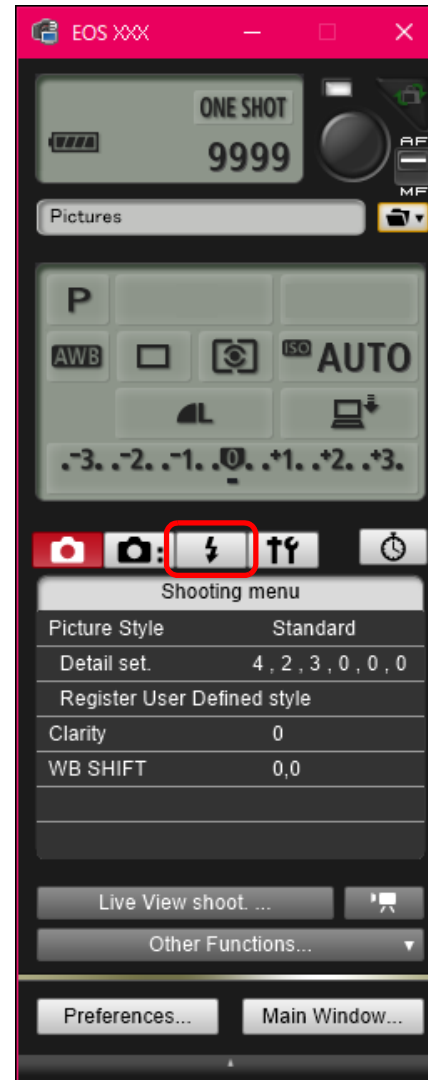 EOS XXX
ONE SHOT
9999
AF
MF
Pictures
P
AWB
ISO AUTO
L
.-3. .-2. .-1. .0. .+1. .+2. .+3.
Shooting menu
Picture Style Standard
Detail set. 4 , 2 , 3 , 0 , 0 , 0
Register User Defined style
Clarity 0
WB SHIFT 0,0
Live View shoot. ...
Other Functions...
Preferences... Main Window...